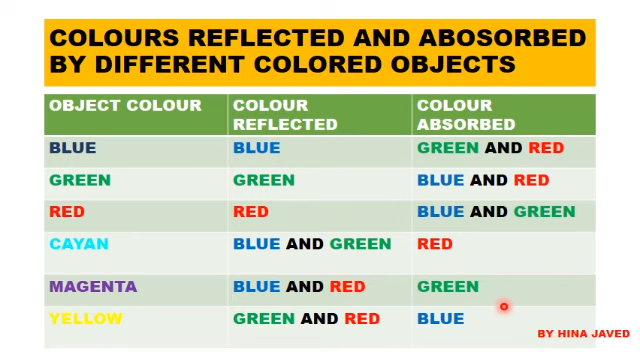 COLOURS REFLECTED AND ABOSORBED
BY DIFFERENT COLORED OBJECTS
OBJECT COLOUR COLOUR REFLECTED COLOUR ABSORBED
BLUE BLUE GREEN AND RED
GREEN GREEN BLUE AND RED
RED RED BLUE AND GREEN
CAYAN BLUE AND GREEN RED
MAGENTA BLUE AND RED GREEN
YELLOW GREEN AND RED BLUE
BY HINA JAVED